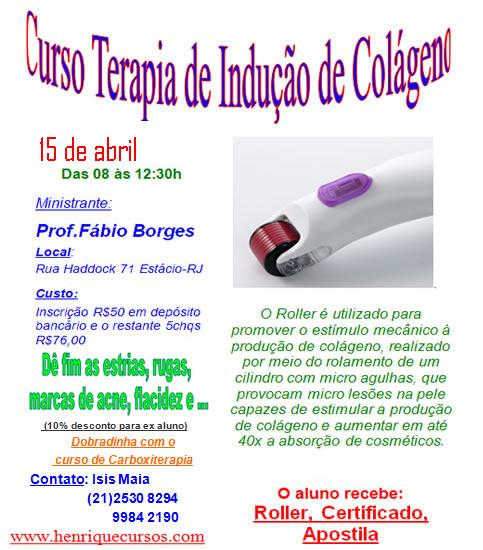 Curso Terapia de Indução de Colágeno
15 de abril
Das 08 às 12:30h
Ministrante:
Prof.Fábio Borges
Local:
Rua Haddock 71 Estácio-RJ
Custo:
Inscrição R$50 em depósito
bancário e o restante 5chqs
R$76,00
Dê fim as estrias, rugas,
marcas de acne, flacidez e ...
(10% desconto para ex aluno)
Dobradinha com o
curso de Carboxiterapia
Contato: Isis Maia
(21)2530 8294
9984 2190
www.henriquecursos.com
O Roller é utilizado para
promover o estímulo mecânico à
produção de colágeno, realizado
por meio do rolamento de um
cilindro com micro agulhas, que
provocam micro lesões na pele
capazes de estimular a produção
de colágeno e aumentar em até
40x a absorção de cosméticos.
O aluno recebe:
Roller, Certificado,
Apostila